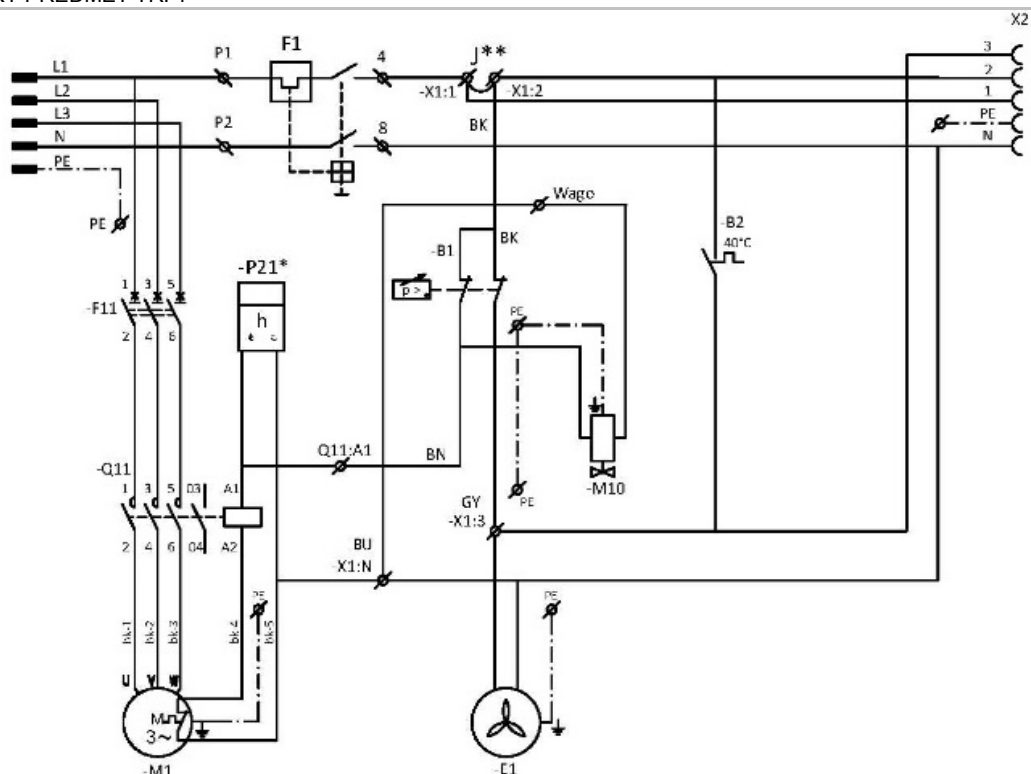 X2
L1 P1 F1 4 J** 3
-X1:1 -X1:2 2
L2 1
L3 P2 8 BK PE
N N
PE
PE
Wago
-B1 BK -B2
40°C
-P21*
p > PE
1 3 5
-F11 h
2 4 6
Q11:A1 BN
-Q11 -M10
1 3 5 03 A1 PE
GY
-X1:3
2 4 6 04 A2 BU
-X1:N
PE PE
bk-1 bk-2 bk-3 bk-4 bk-5
U V W
M
3~
-M1 -E1